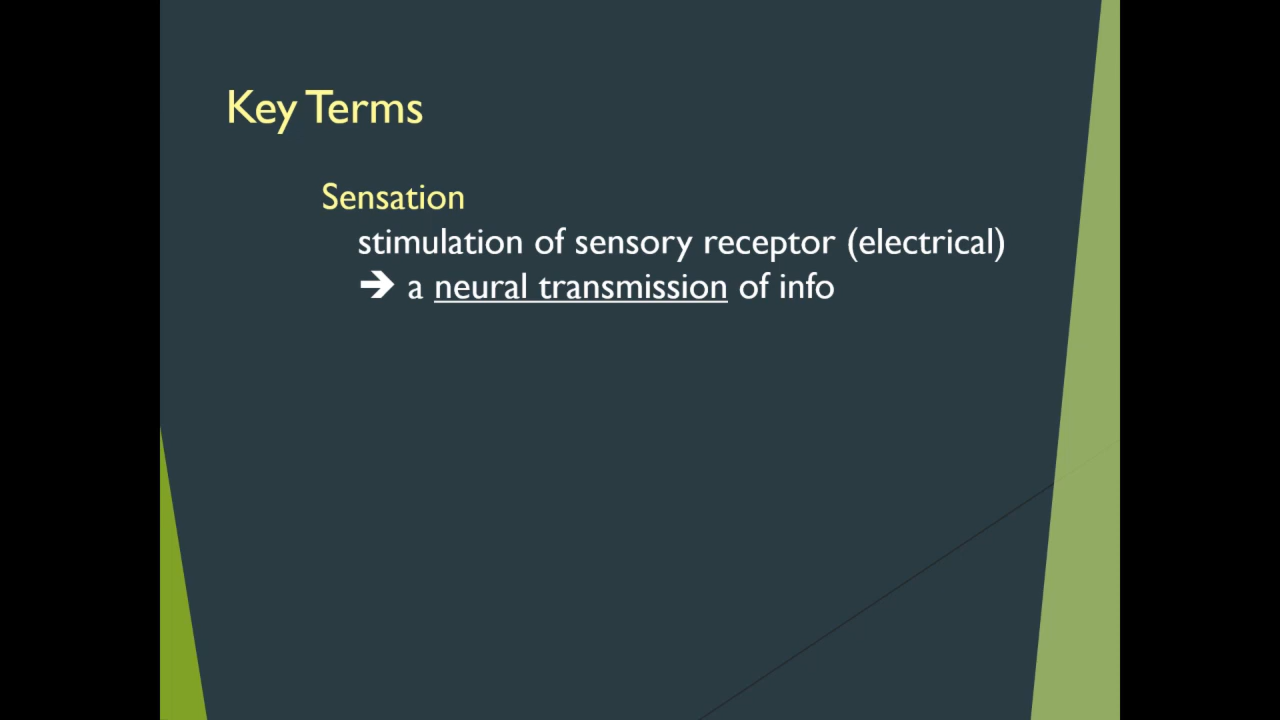 Key Terms
Sensation
stimulation of sensory receptor (electrical)
➔ a neural transmission of info